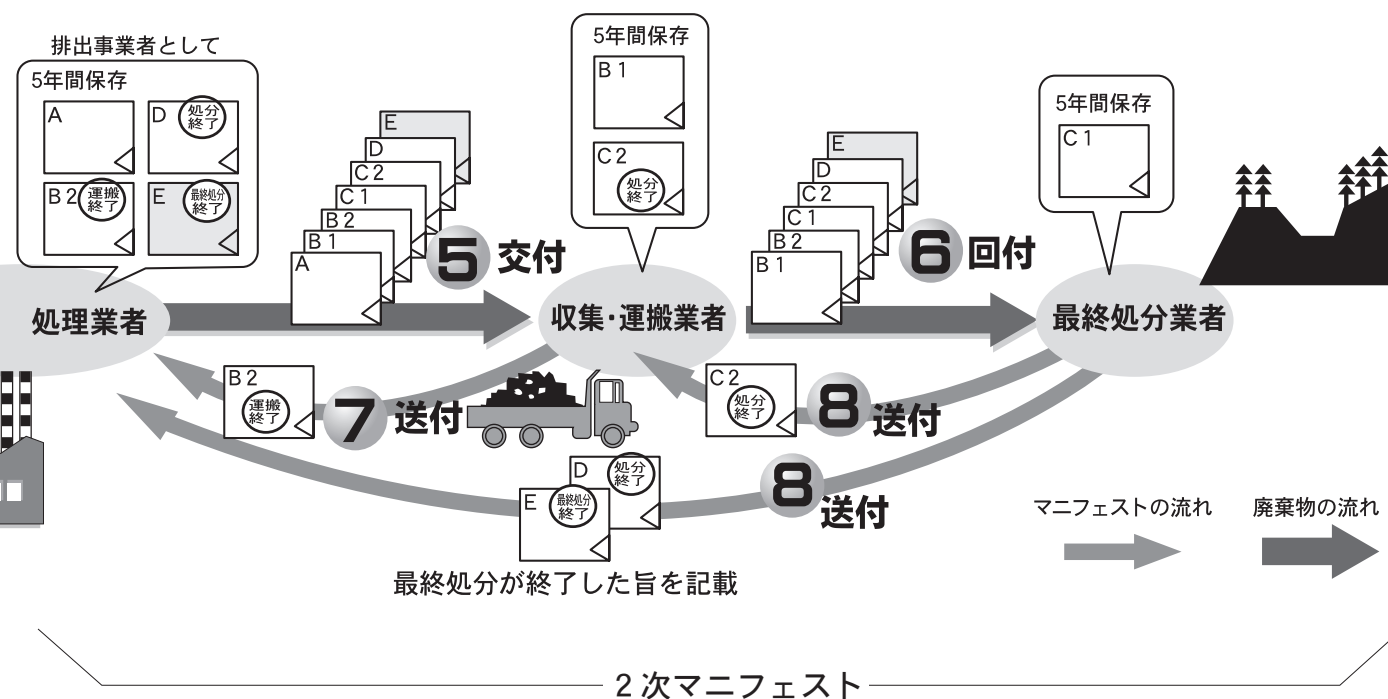 排出事業者として
5年間保存
A
D
処分
終了
B2
運搬
終了
E
最終処分
終了
E
D
C2
C1
B2
B1
A
5 交付
5年間保存
B1
C2
処分
終了
E
D
C2
C1
B2
B1
6 回付
5年間保存
C1
処理業者
収集・運搬業者
最終処分業者
B2
運搬
終了
7 送付
C2
処分
終了
8 送付
D
処分
終了
E
最終処分
終了
8 送付
最終処分が終了した旨を記載
マニフェストの流れ
廃棄物の流れ
2次マニフェスト